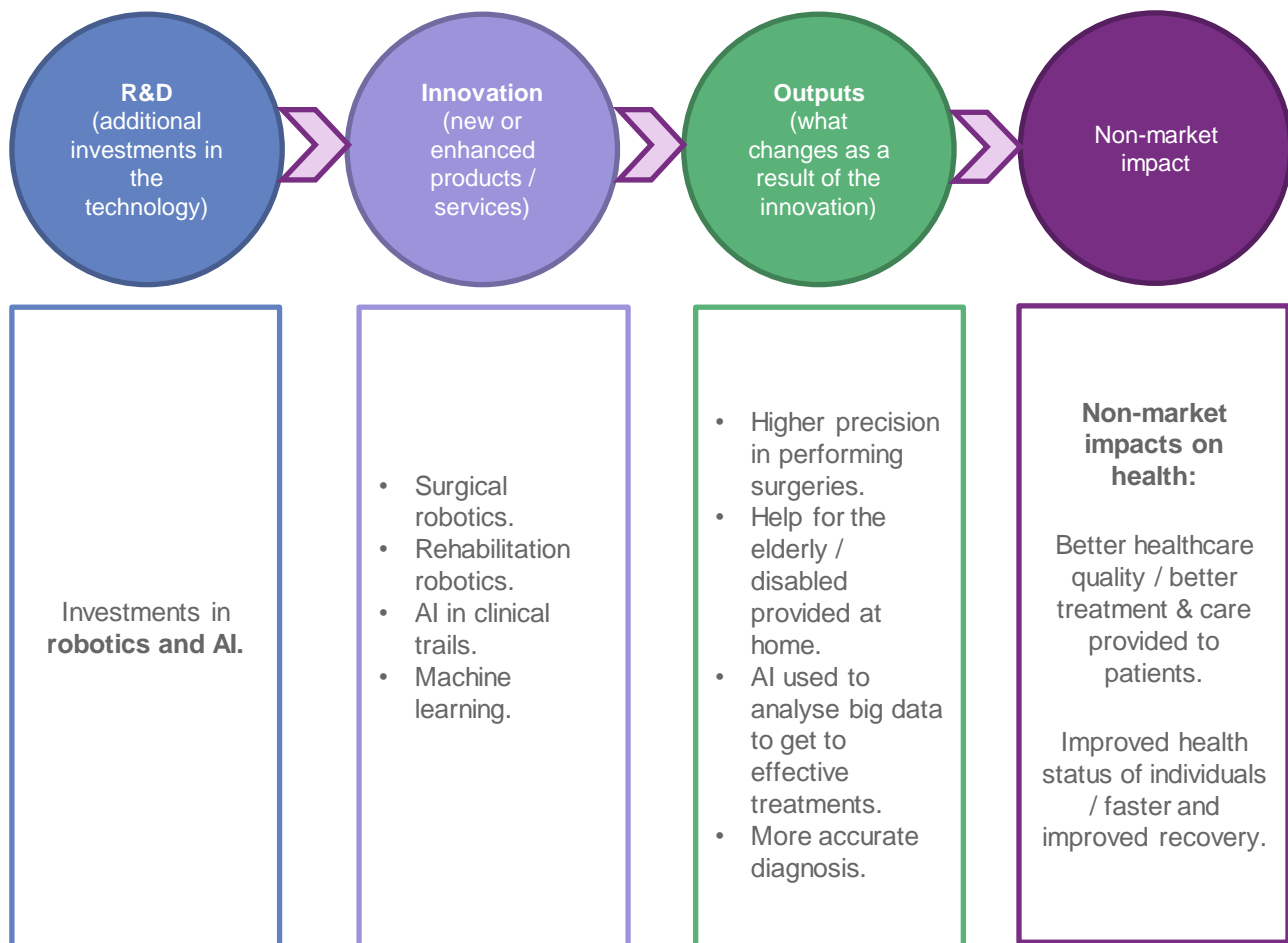 R&D
(additional
investments in
the
technology)
Innovation
(new or
enhanced
products /
services)
Outputs
(what
changes as a
result of the
innovation)
Non-market
impact
Investments in
robotics and AI.
• Surgical
robotics.
• Rehabilitation
robotics.
• AI in clinical
trails.
• Machine
learning.
• Higher precision
in performing
surgeries.
• Help for the
elderly /
disabled
provided at
home.
• AI used to
analyse big data
to get to
effective
treatments.
• More accurate
diagnosis.
Non-market
impacts on
health:
Better healthcare
quality / better
treatment & care
provided to
patients.
Improved health
status of individuals
/ faster and
improved recovery.